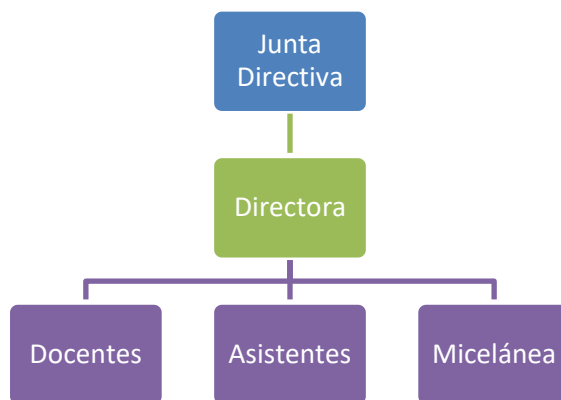 Junta
Directiva
Directora
Docentes
Asistentes
Micelánea